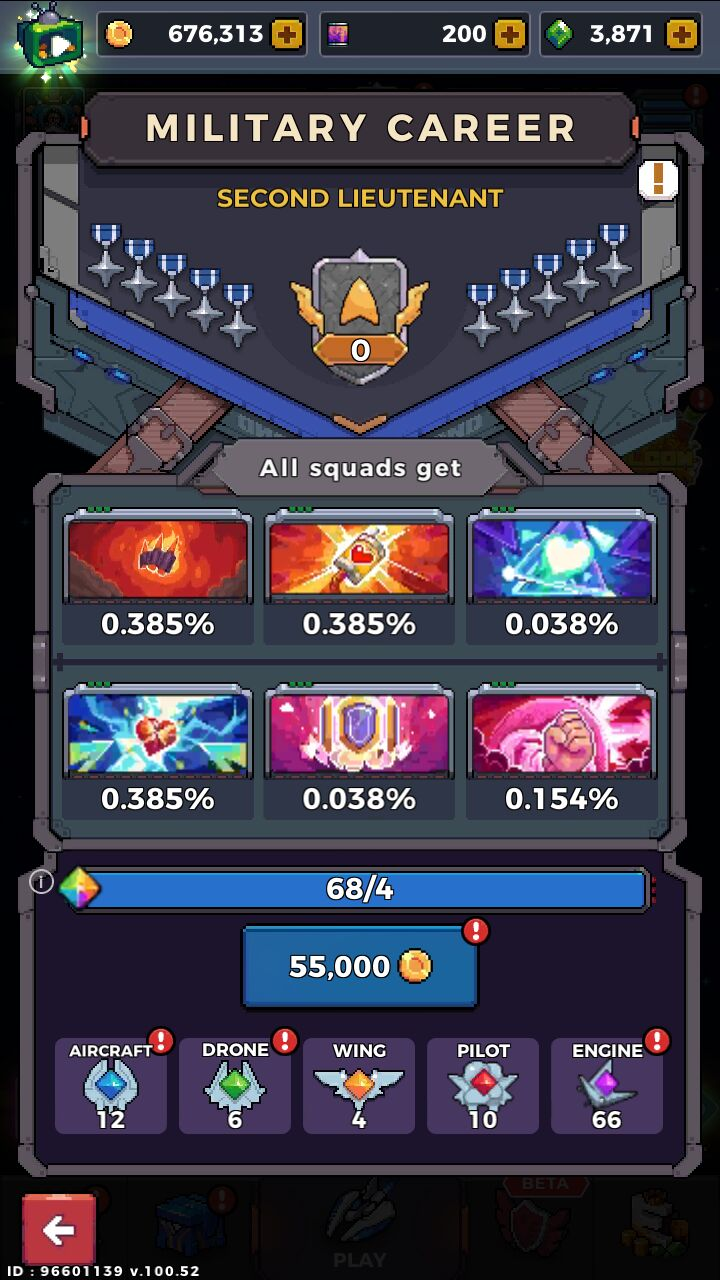 676,313
200
3,871
MILITARY CAREER
SECOND LIEUTENANT
0
All squads get
0.385%
0.385%
0.038%
0.385%
0.038%
0.154%
68/4
55,000
AIRCRAFT
12
DRONE
6
WING
4
PILOT
10
ENGINE
66
BETA
PLAY
ID : 96601139 v.100.52